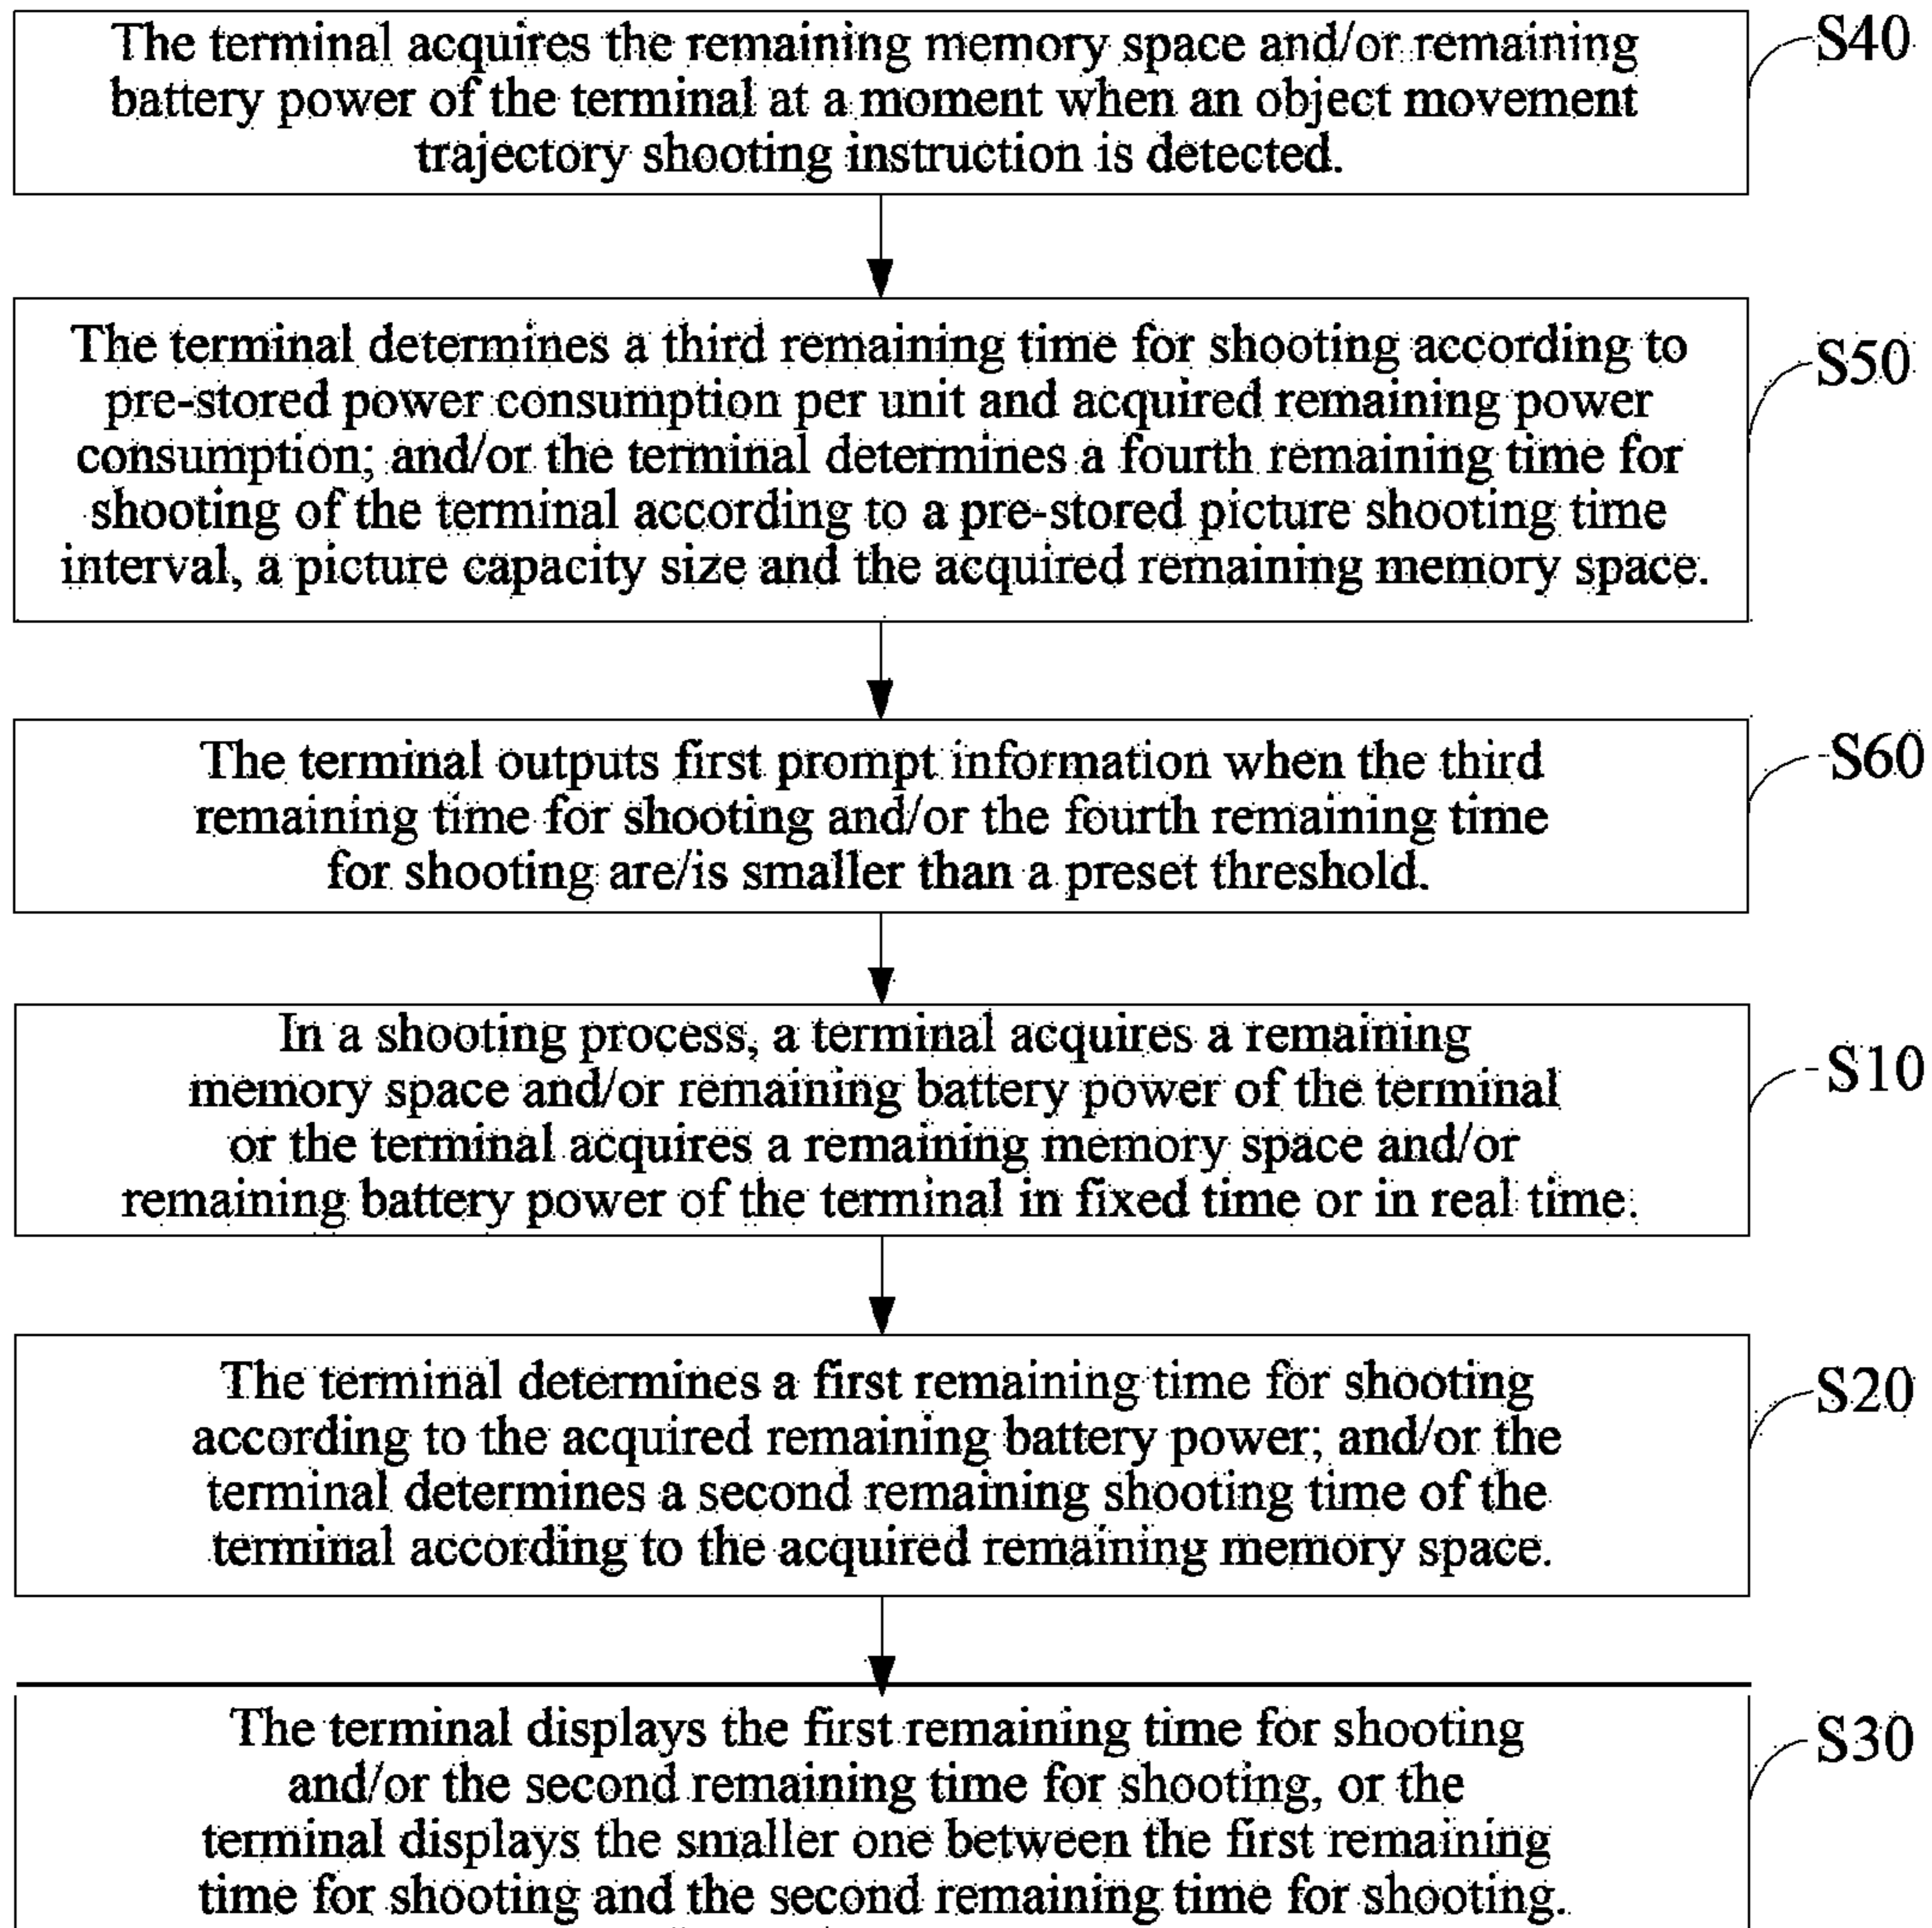 The terminal acquires the remaining memory space and/or remaining
battery power of the terminal at a moment when an object movement
trajectory shooting instruction is detected.
S40
The terminal determines a third remaining time for shooting according to
pre-stored power consumption per unit and acquired remaining power
consumption; and/or the terminal determines a fourth remaining time for
shooting of the terminal according to a pre-stored picture shooting time
interval, a picture capacity size and the acquired remaining memory space.
S50
The terminal outputs first prompt information when the third
remaining time for shooting and/or the fourth remaining time
for shooting are/is smaller than a preset threshold.
S60
In a shooting process, a terminal acquires a remaining
memory space and/or remaining battery power of the terminal
or the terminal acquires a remaining memory space and/or
remaining battery power of the terminal in fixed time or in real time.
S10
The terminal determines a first remaining time for shooting
according to the acquired remaining battery power; and/or the
terminal determines a second remaining shooting time of the
terminal according to the acquired remaining memory space.
S20
The terminal displays the first remaining time for shooting
and/or the second remaining time for shooting, or the
terminal displays the smaller one between the first remaining
time for shooting and the second remaining time for shooting.
S30